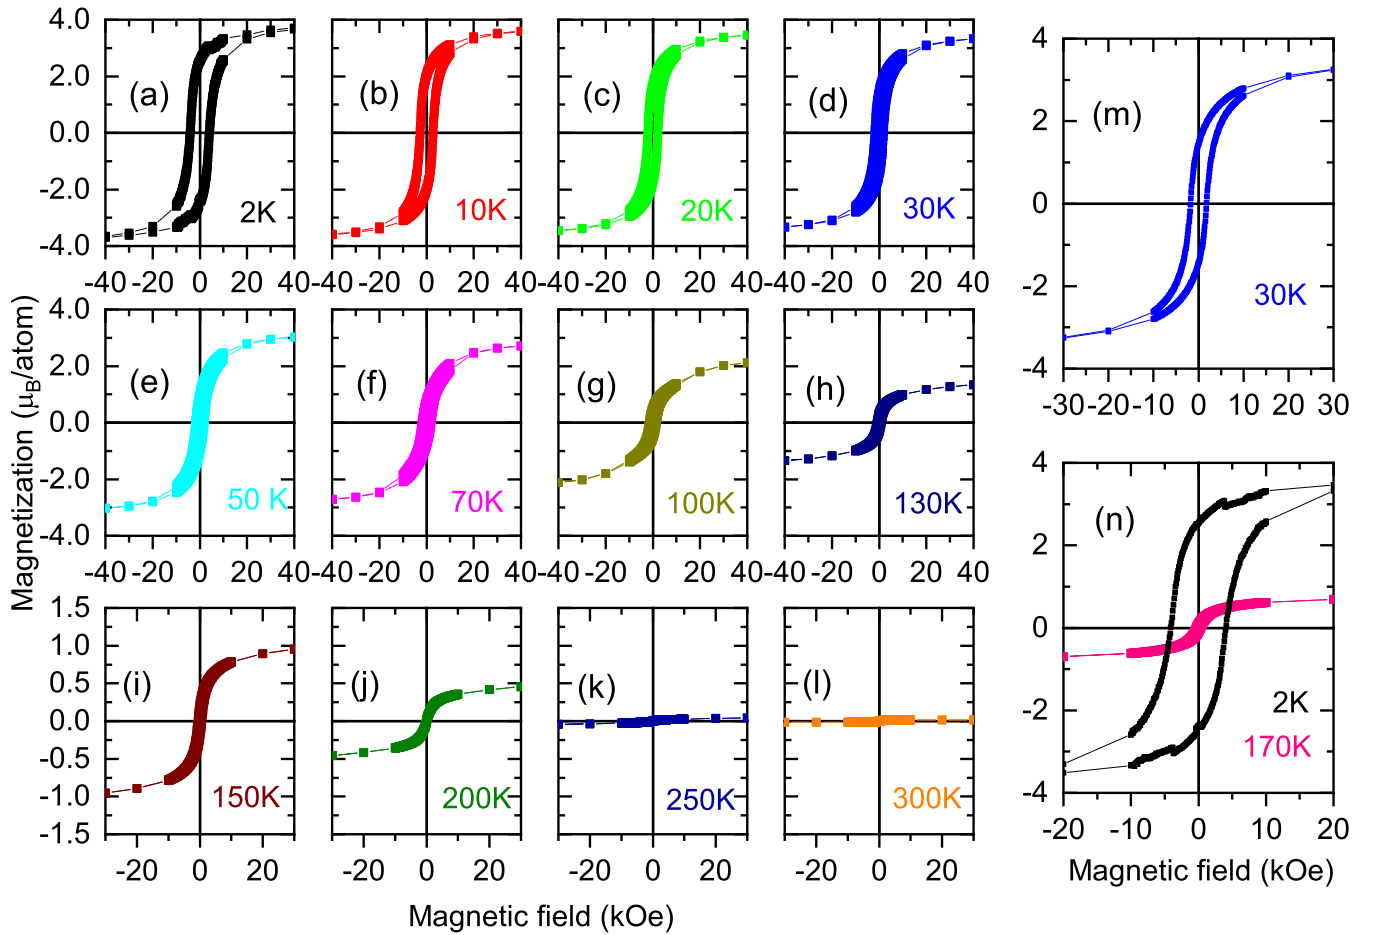 4.0
2.0
0.0
-2.0
-4.0
(a)
2K
(b)
10K
(c)
20K
(d)
30K
-40 -20 0 20 40
-40 -20 0 20 40
-40 -20 0 20 40
-40 -20 0 20 40
4.0
2.0
0.0
-2.0
-4.0
(e)
50 K
(f)
70K
(g)
100K
(h)
130K
-40 -20 0 20 40
-40 -20 0 20 40
-40 -20 0 20 40
-40 -20 0 20 40
1.5
1.0
0.5
0.0
-0.5
-1.0
-1.5
(i)
150K
(j)
200K
(k)
250K
(l)
300K
-20 0 20
-20 0 20
-20 0 20
-20 0 20
Magnetization (μB/atom)
Magnetic field (kOe)
4
2
0
-2
-4
(m)
30K
-30 -20 -10 0 10 20 30
4
2
0
-2
-4
(n)
2K
170K
-20 -10 0 10 20
Magnetic field (kOe)